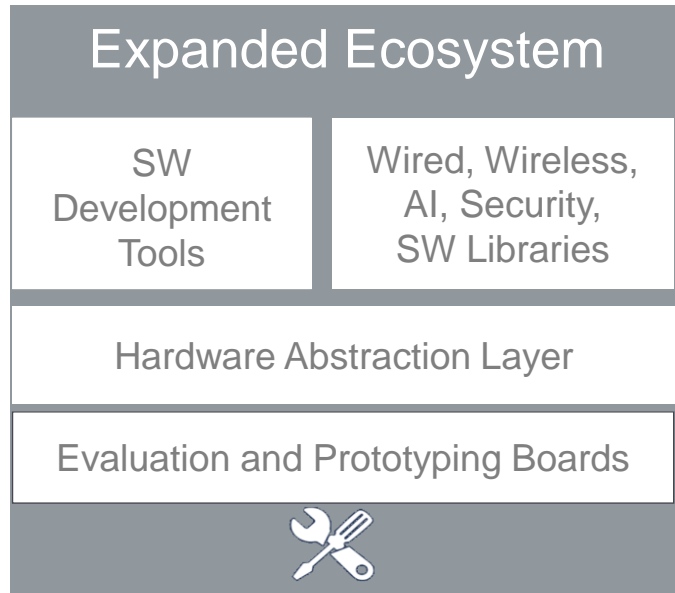 Expanded Ecosystem
SW
Development
Tools
Wired, Wireless,
AI, Security,
SW Libraries
Hardware Abstraction Layer
Evaluation and Prototyping Boards